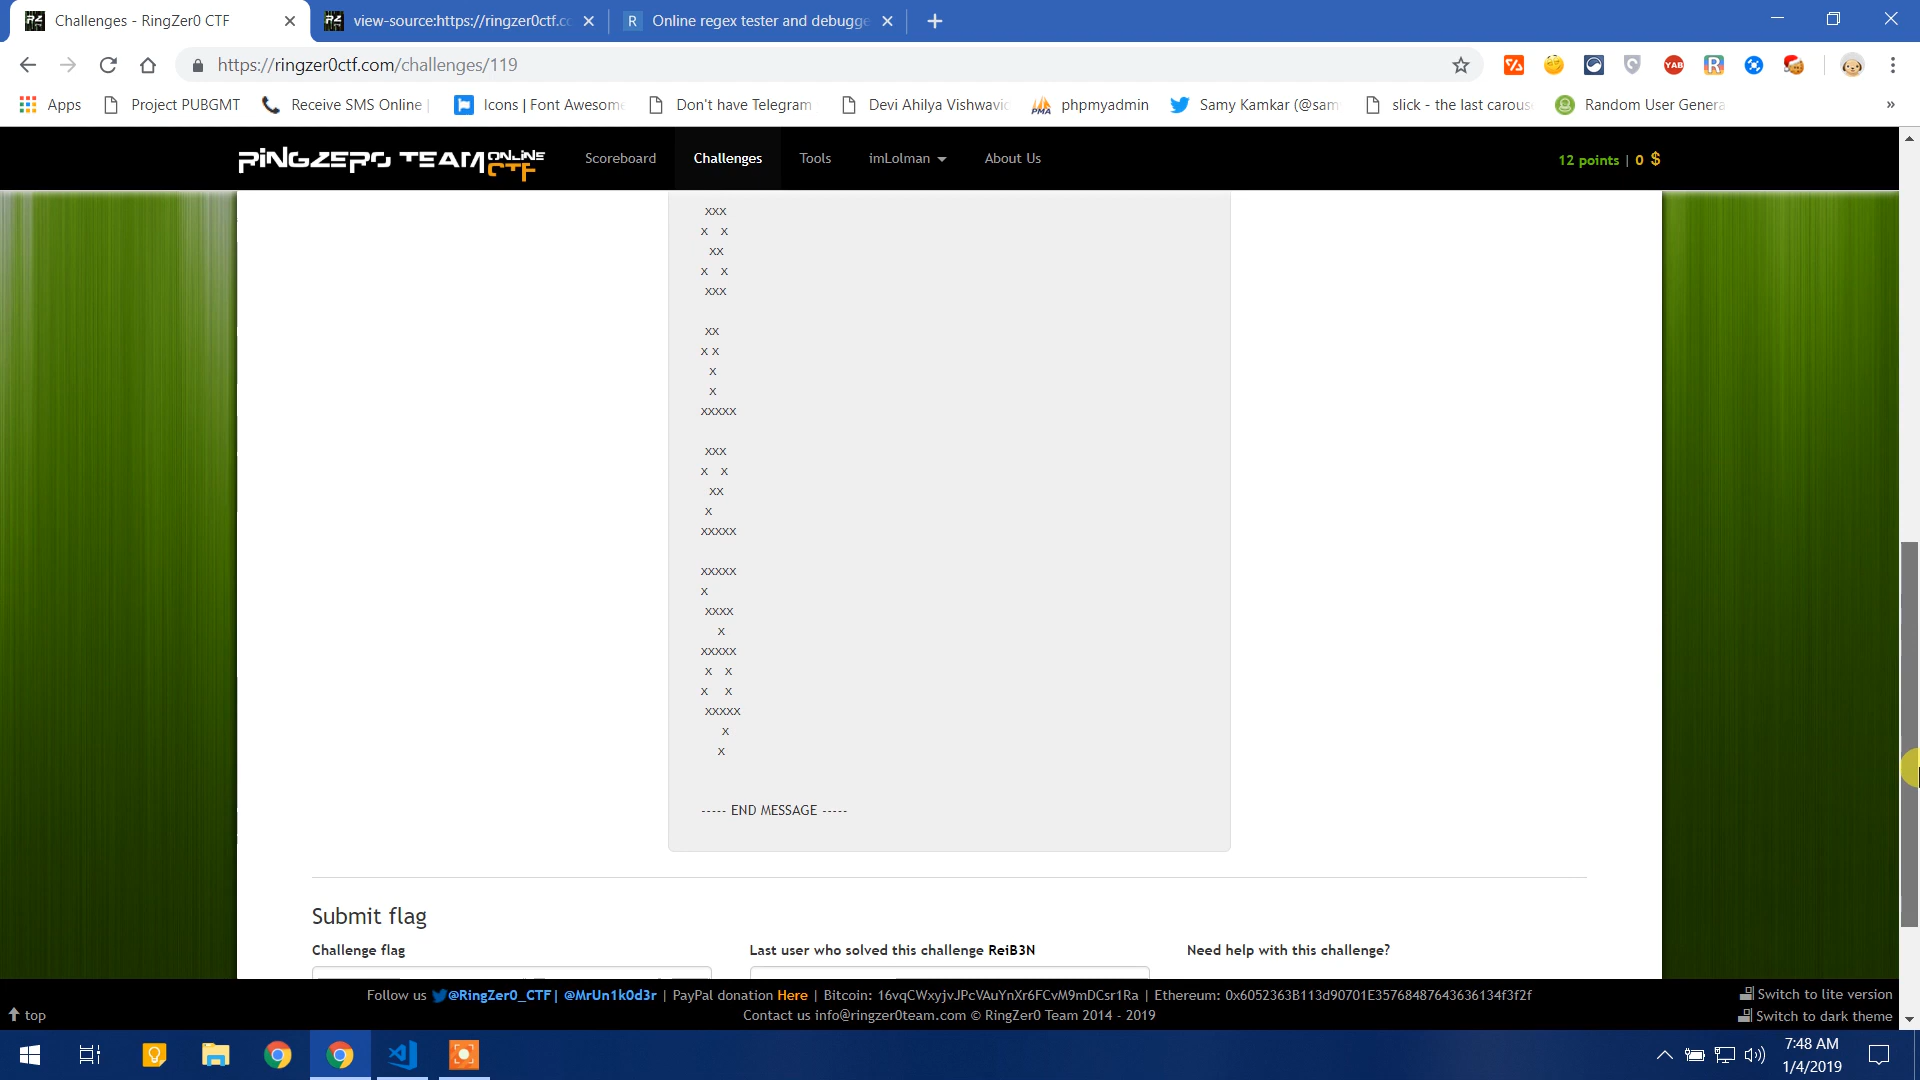 Challenges - RingZer0 CTF
view-source:https://ringzer0ctf.co
Online regex tester and debugge
https://ringzer0ctf.com/challenges/119
Apps
Project PUBGMT
Receive SMS Online |
Icons | Font Awesome
Don't have Telegram
Devi Ahilya Vishwavic
phpmyadmin
Samy Kamkar (@sam
slick - the last carous
Random User Genera
»
RiNGZER0 TEAM ONLiNE CTF
Scoreboard
Challenges
Tools
imLolman
About Us
12 points | 0 $
xxx
x   x
xx
x   x
xxx
xx
x x
x
x
xxxxx
xxx
x   x
xx
x
xxxxx
xxxxx
x
xxxx
x
xxxxx
x   x
x    x
xxxxx
x
x
----- END MESSAGE -----
Submit flag
Challenge flag
Last user who solved this challenge ReiB3N
Need help with this challenge?
Follow us @RingZer0_CTF | @MrUn1k0d3r | PayPal donation Here | Bitcoin: 16vqCWxyjvJPcVAuYnXr6FCvM9mDCsr1Ra | Ethereum: 0x6052363B113d90701E35768487643636134f3f2f
Contact us info@ringzer0team.com © RingZer0 Team 2014 - 2019
top
Switch to lite version
Switch to dark theme
7:48 AM
1/4/2019